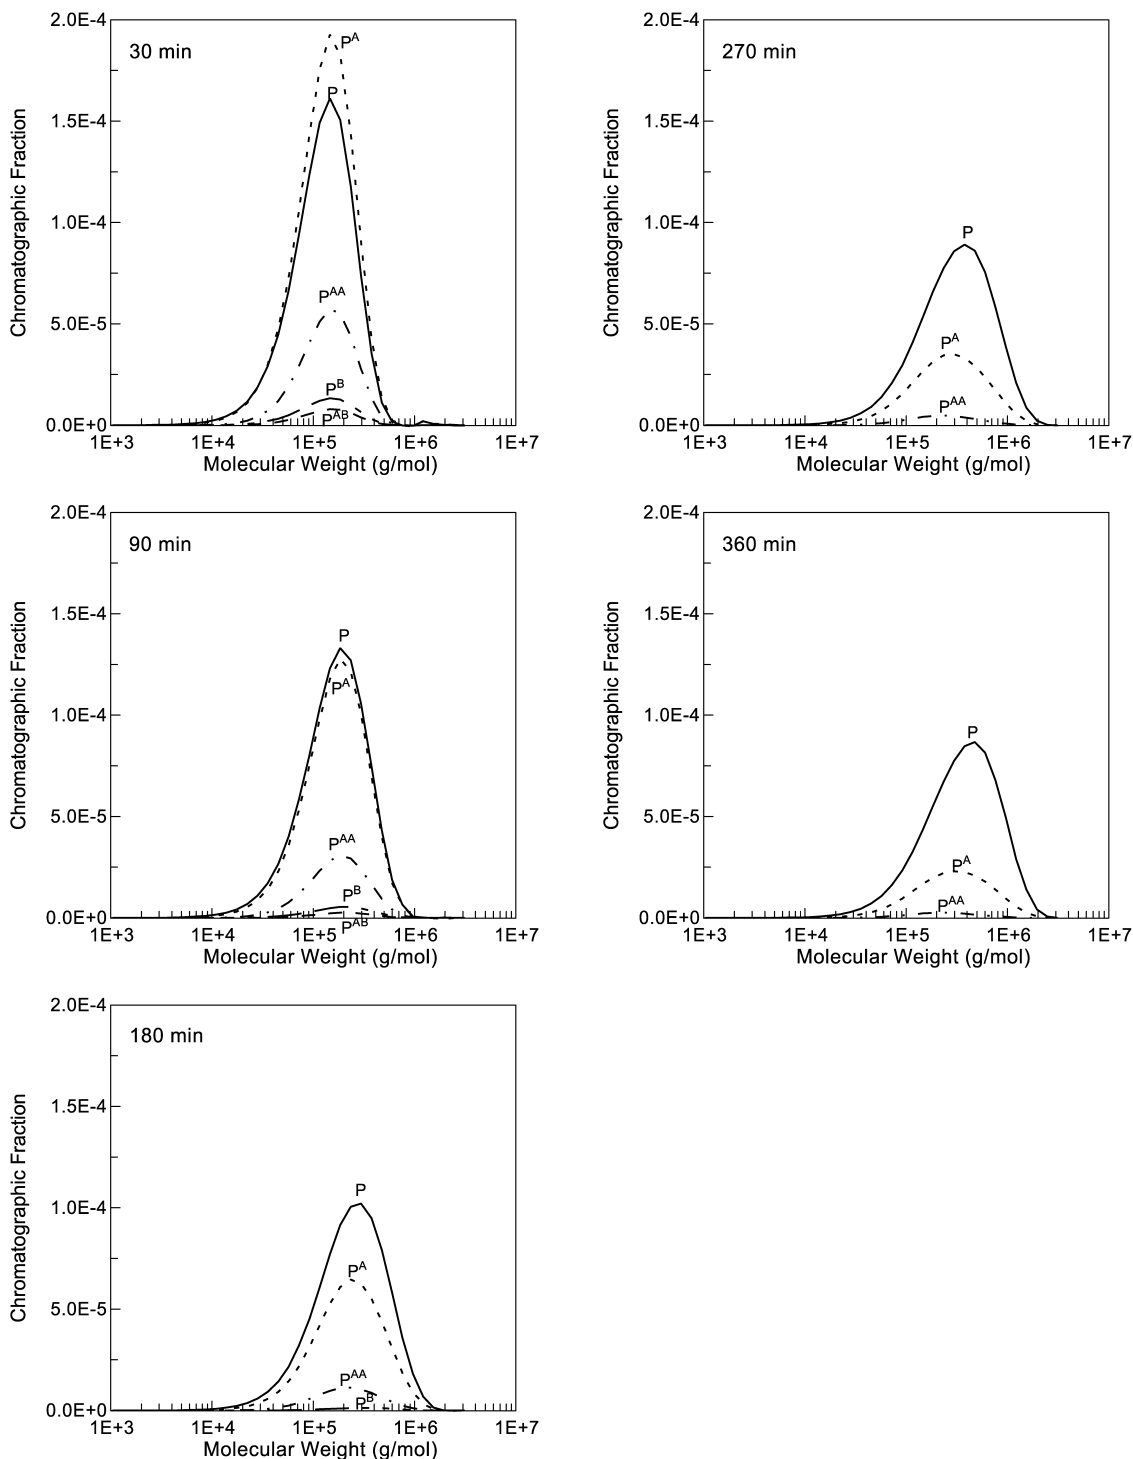 30 min
Chromatographic Fraction
2.0E-4
1.5E-4
1.0E-4
5.0E-5
0.0E+0
P^A
P
P^AA
P^B
P^AB
1E+3 1E+4 1E+5 1E+6 1E+7
Molecular Weight (g/mol)
270 min
Chromatographic Fraction
2.0E-4
1.5E-4
1.0E-4
5.0E-5
0.0E+0
P
P^A
P^AA
1E+3 1E+4 1E+5 1E+6 1E+7
Molecular Weight (g/mol)
90 min
Chromatographic Fraction
2.0E-4
1.5E-4
1.0E-4
5.0E-5
0.0E+0
P
P^A
P^AA
P^B
P^AB
1E+3 1E+4 1E+5 1E+6 1E+7
Molecular Weight (g/mol)
360 min
Chromatographic Fraction
2.0E-4
1.5E-4
1.0E-4
5.0E-5
0.0E+0
P
P^A
P^AA
1E+3 1E+4 1E+5 1E+6 1E+7
Molecular Weight (g/mol)
180 min
Chromatographic Fraction
2.0E-4
1.5E-4
1.0E-4
5.0E-5
0.0E+0
P
P^A
P^AA
P^B
1E+3 1E+4 1E+5 1E+6 1E+7
Molecular Weight (g/mol)